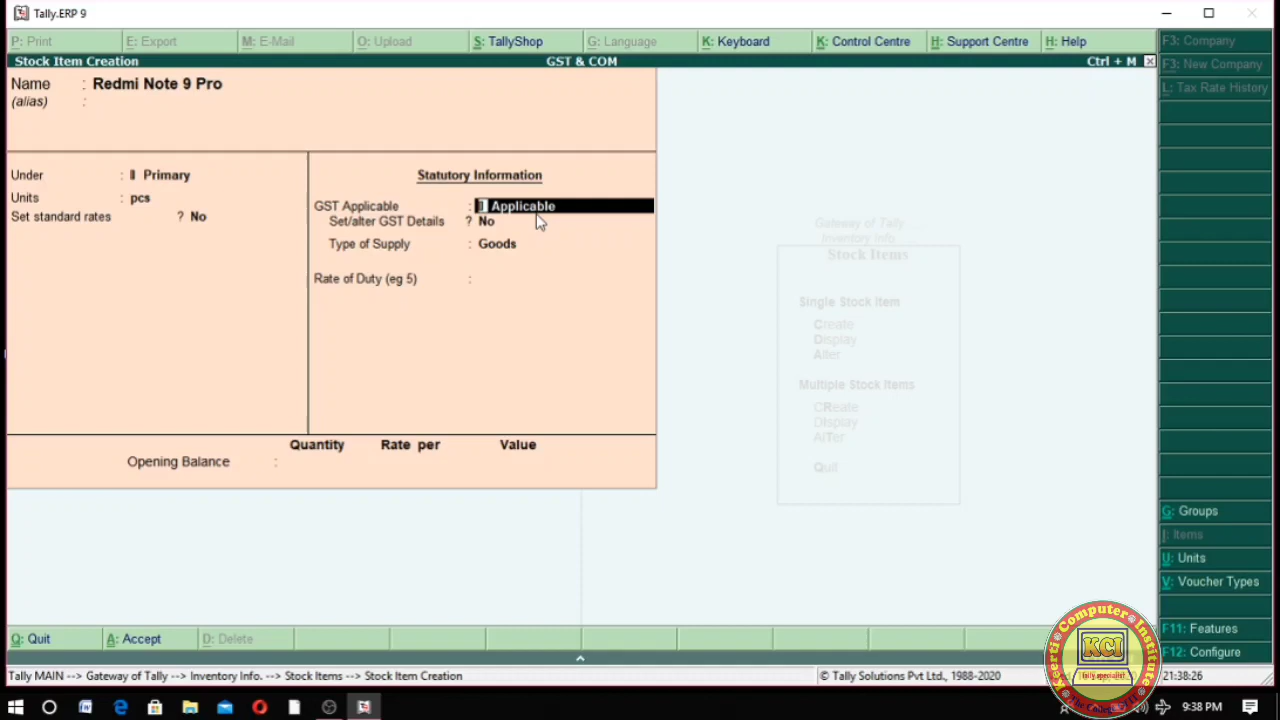 Tally.ERP 9
P: Print E: Export M: E-Mail O: Upload S: TallyShop G: Language K: Keyboard K: Control Centre H: Support Centre H: Help
F3: Company
Stock Item Creation GST & COM Ctrl + M
F3: New Company
L: Tax Rate History
Name : Redmi Note 9 Pro
(alias) :
Under : Primary
Units : pcs
Set standard rates ? No
Statutory Information
GST Applicable : Applicable
Set/alter GST Details ? No
Type of Supply : Goods
Rate of Duty (eg 5) :
Gateway of Tally ...
Inventory Info. ...
Stock Items
Single Stock Item
Create
Display
Alter
Multiple Stock Items
CReate
DIsplay
AlTer
Quit
Quantity Rate per Value
Opening Balance :
G: Groups
I: Items
U: Units
V: Voucher Types
F11: Features
F12: Configure
Q: Quit A: Accept D: Delete
Tally MAIN --> Gateway of Tally --> Inventory Info. --> Stock Items --> Stock Item Creation
© Tally Solutions Pvt Ltd., 1988-2020
21:38:26
Keerti Computer Institute
KCI
tally specialist
9:38 PM